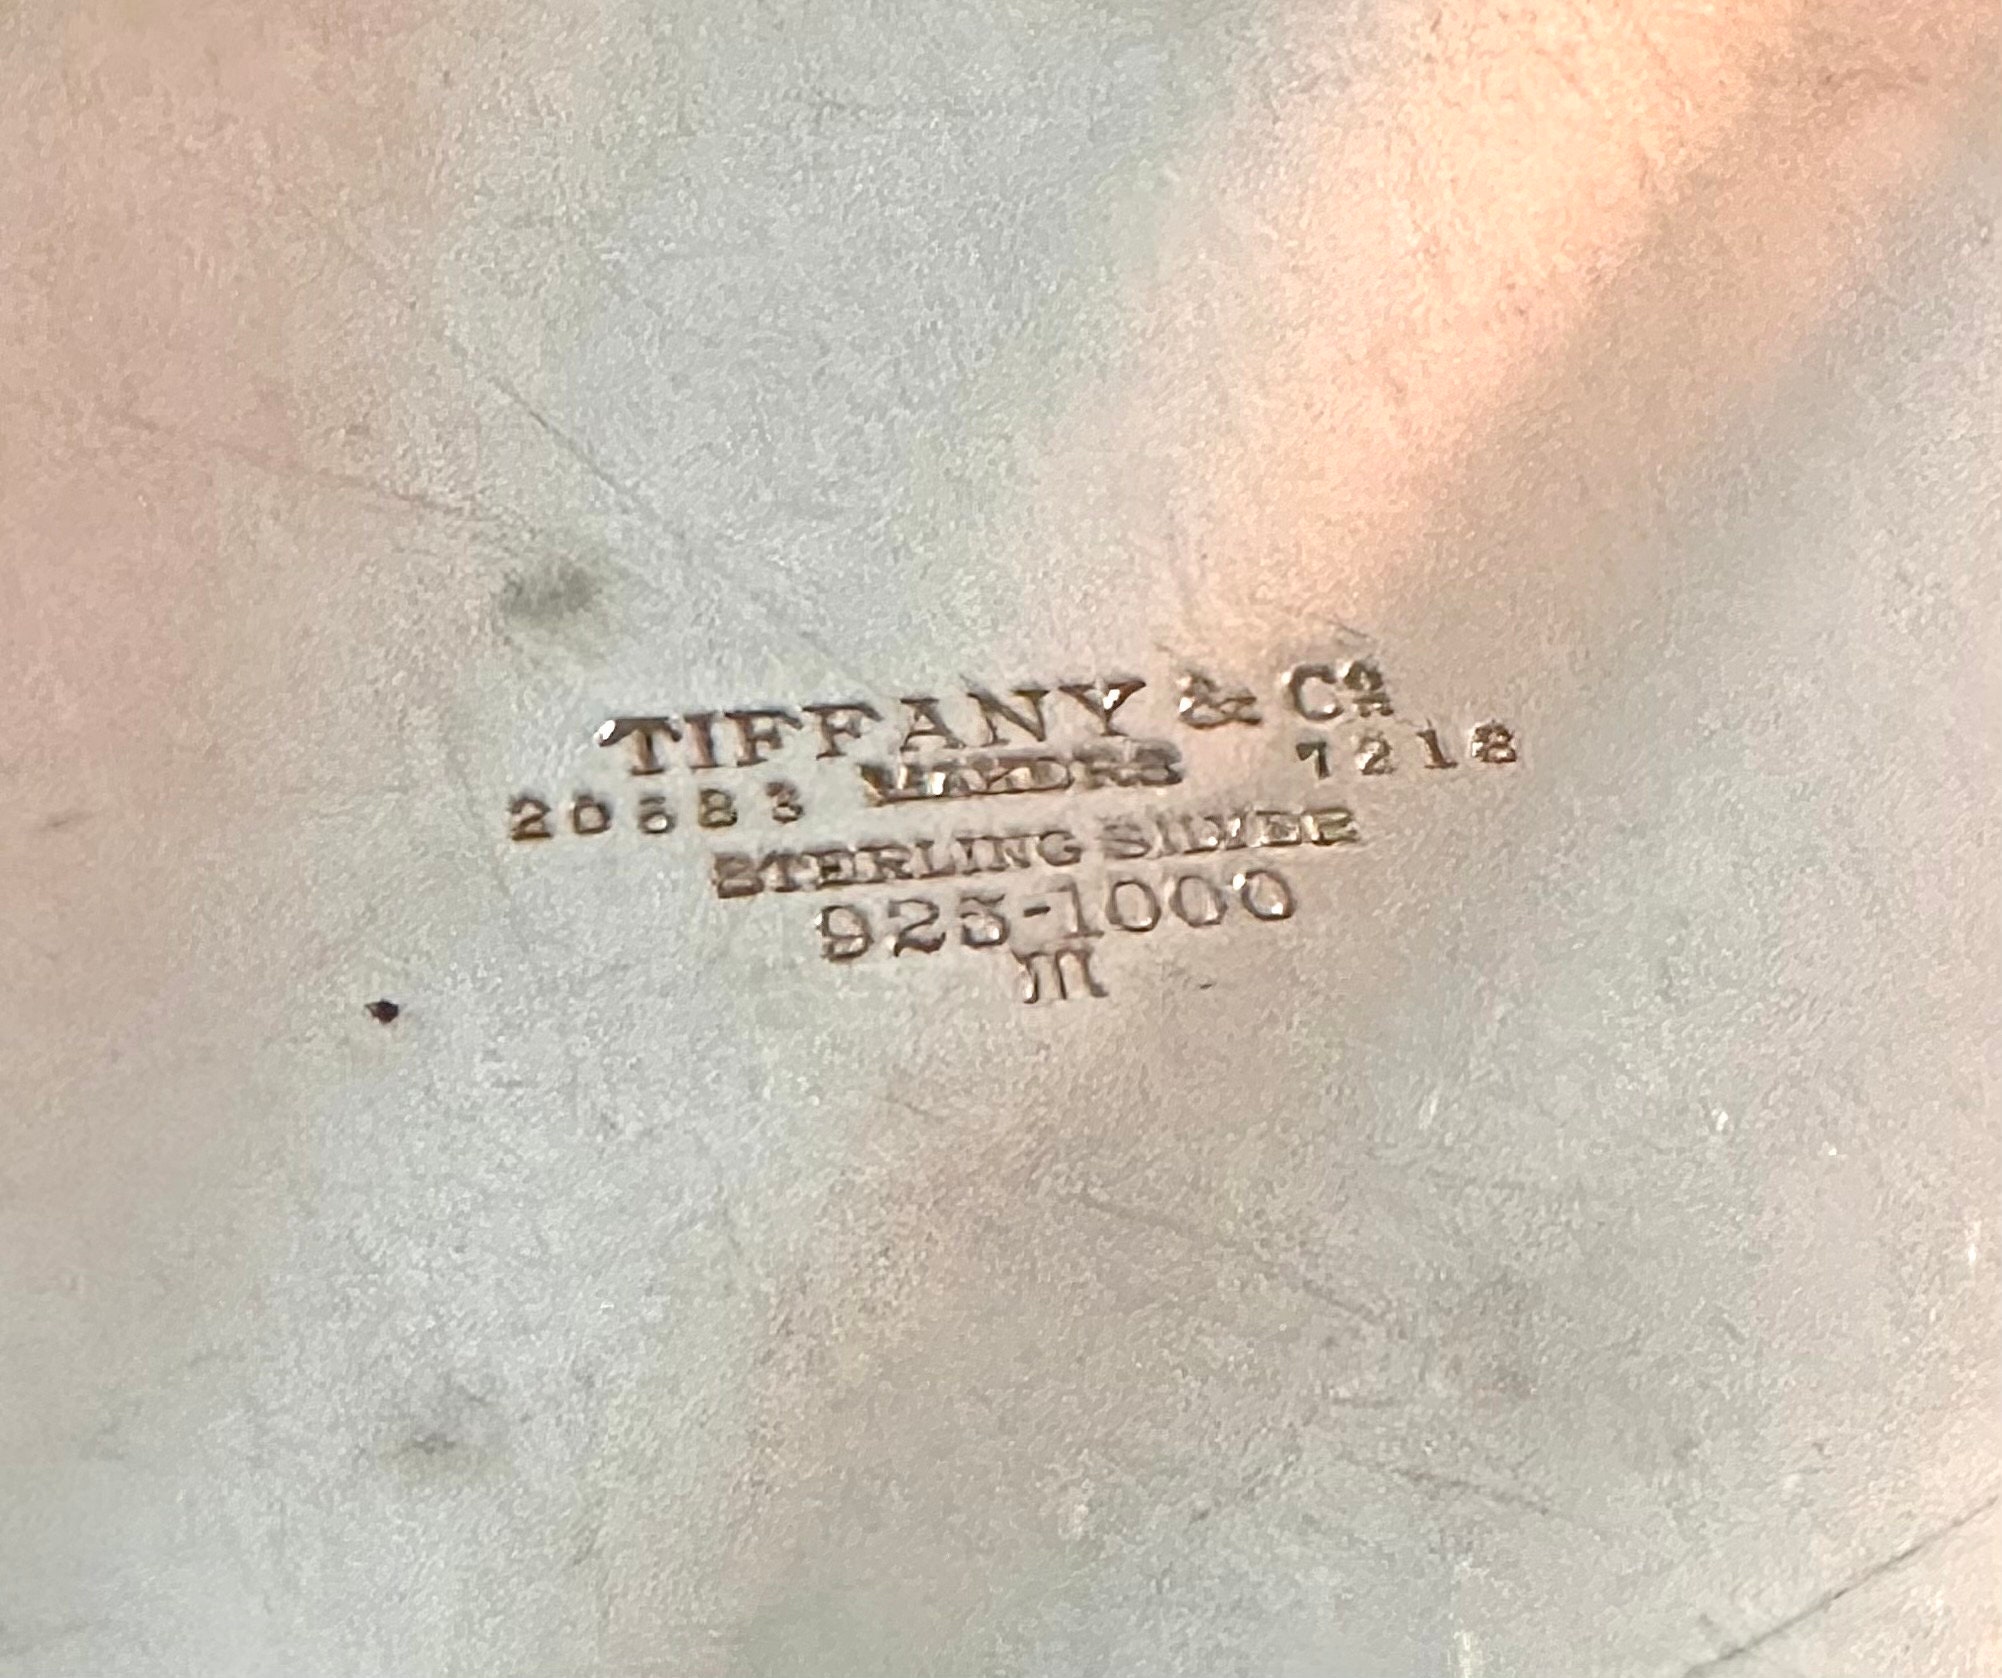 TIFFANY & Co
20583 MAKERS 7218
STERLING SILVER
925-1000
m